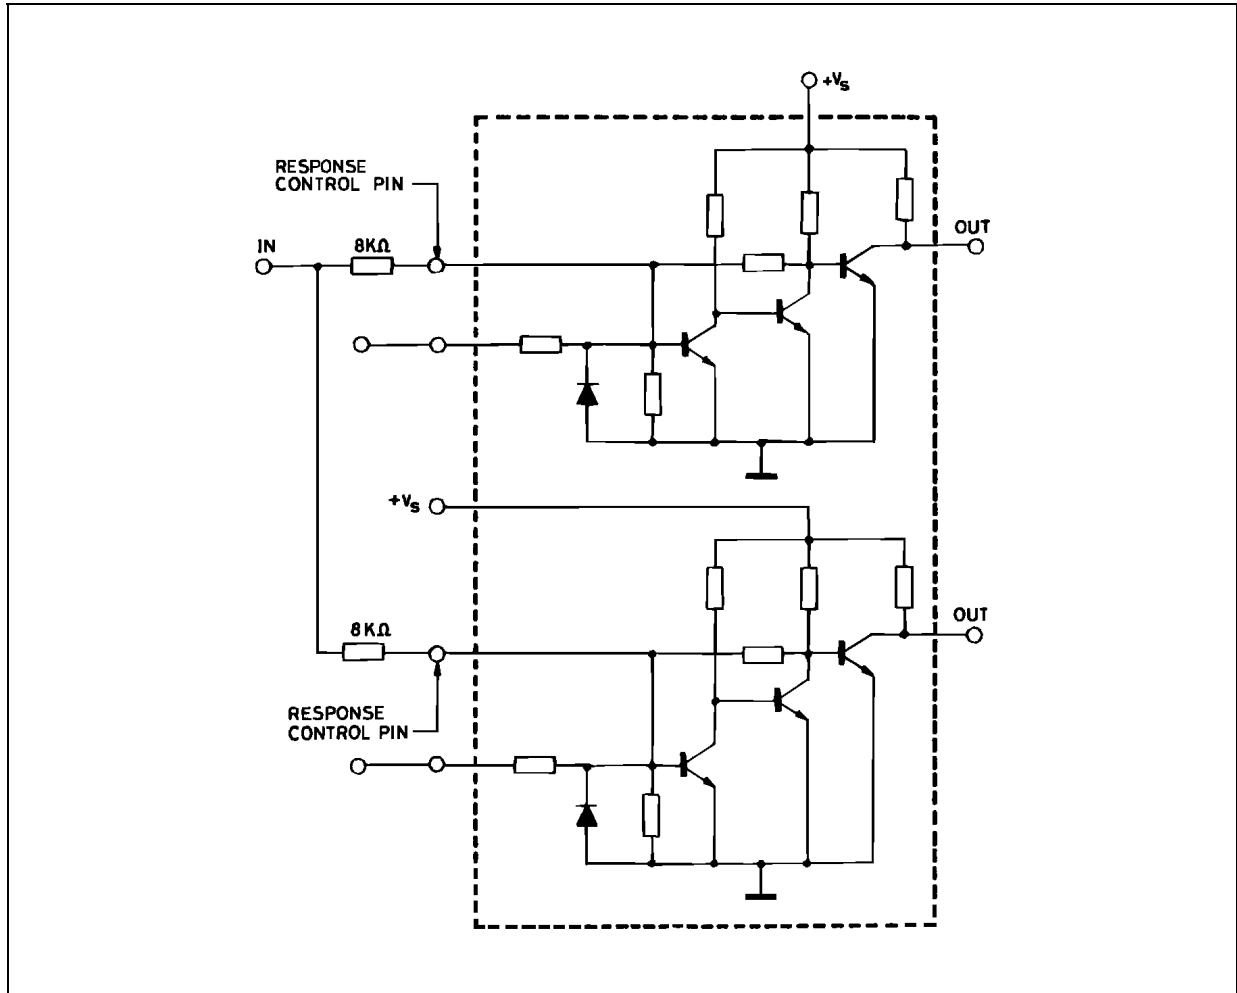 +Vs
RESPONSE
CONTROL PIN
OUT
IN
8KΩ
+Vs
8KΩ
OUT
RESPONSE
CONTROL PIN